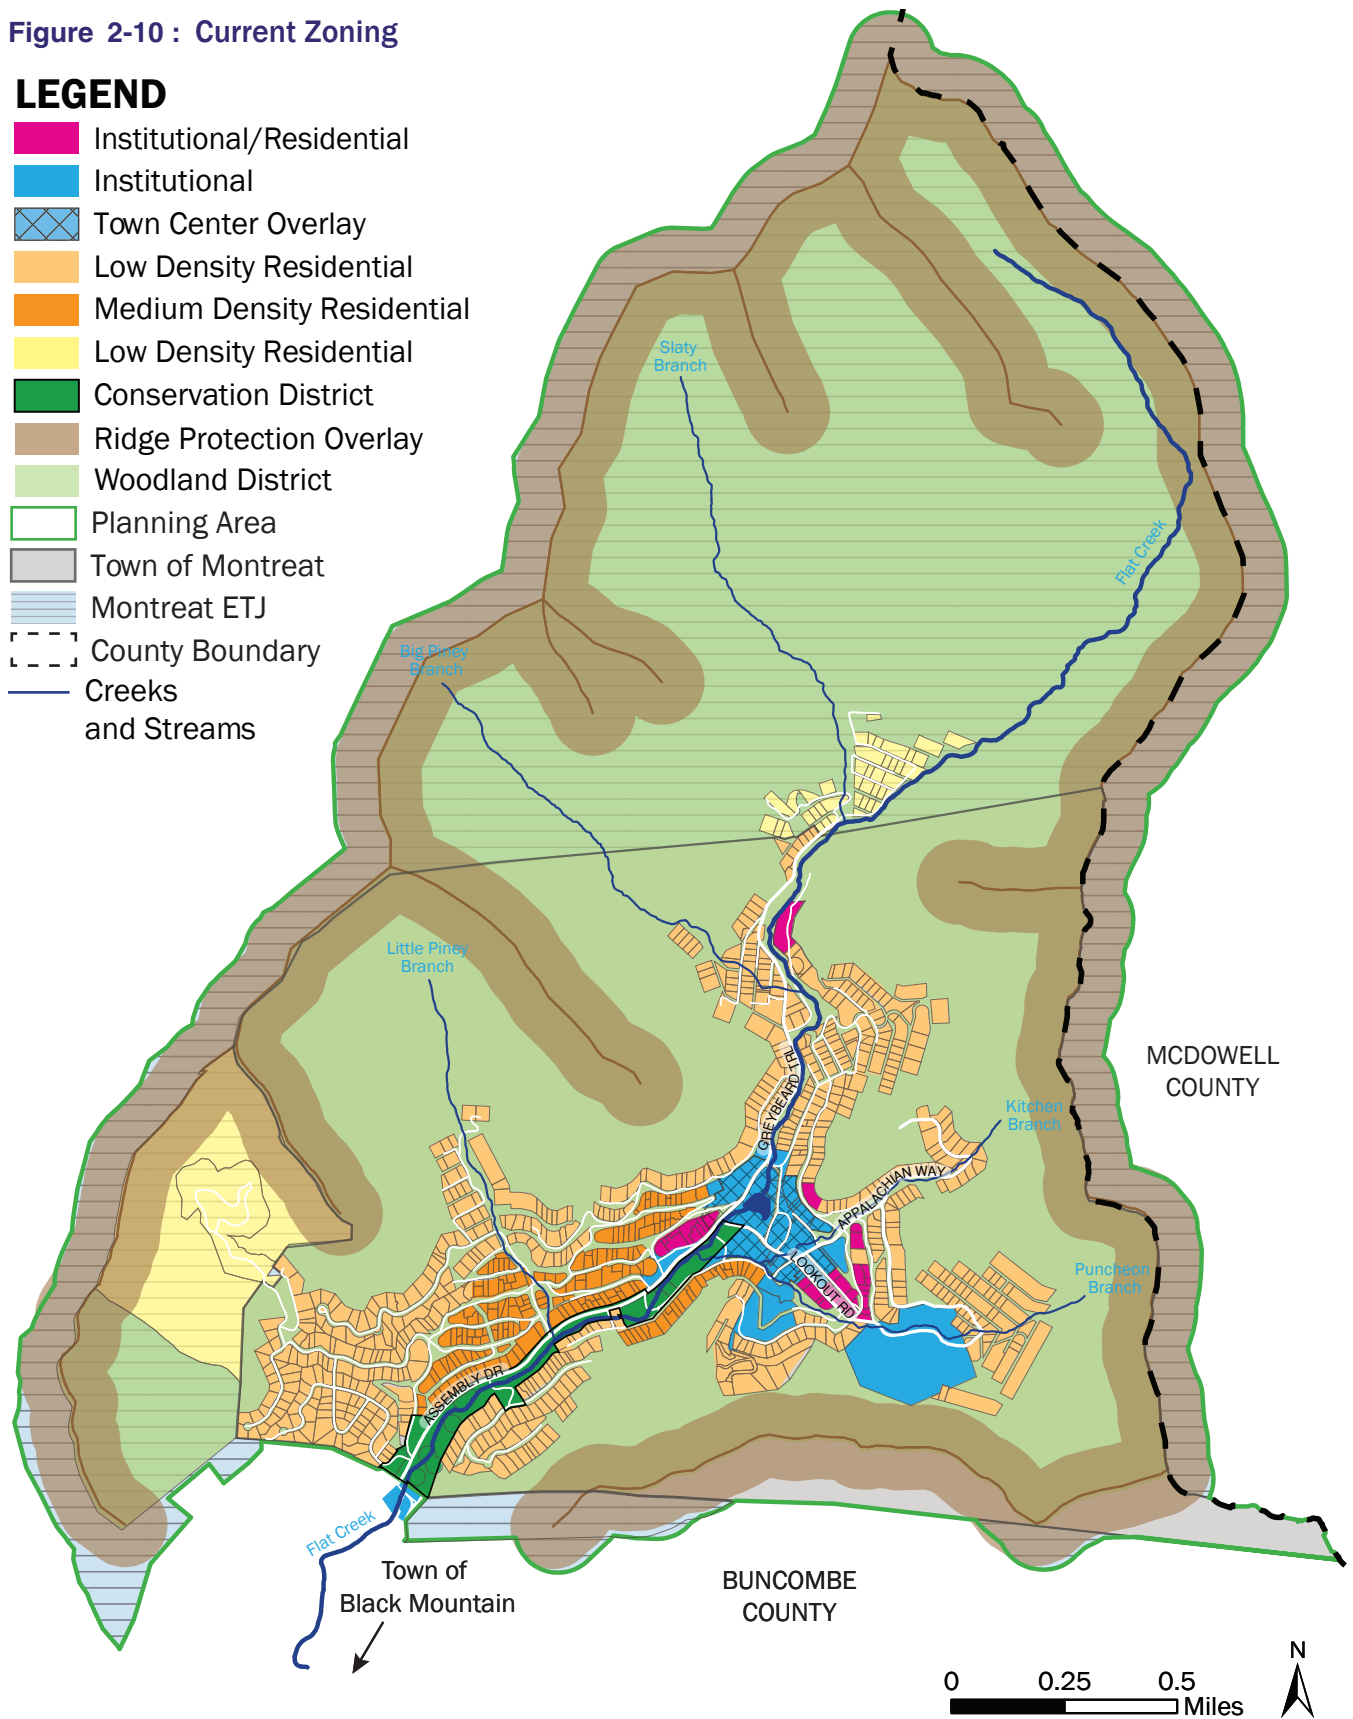 Figure 2-10 : Current Zoning
LEGEND
Institutional/Residential
Institutional
Town Center Overlay
Low Density Residential
Medium Density Residential
Low Density Residential
Conservation District
Ridge Protection Overlay
Woodland District
Planning Area
Town of Montreat
Montreat ETJ
County Boundary
Creeks
and Streams
Slaty
Branch
Flat Creek
Big Piney
Branch
Little Piney
Branch
MCDOWELL
COUNTY
GREYBEARD TRL
Kitchen
Branch
APPALACHIAN WAY
LOOKOUT RD
Puncheon
Branch
ASSEMBLY DR
Flat Creek
Town of
Black Mountain
BUNCOMBE
COUNTY
N
0 0.25 0.5
Miles